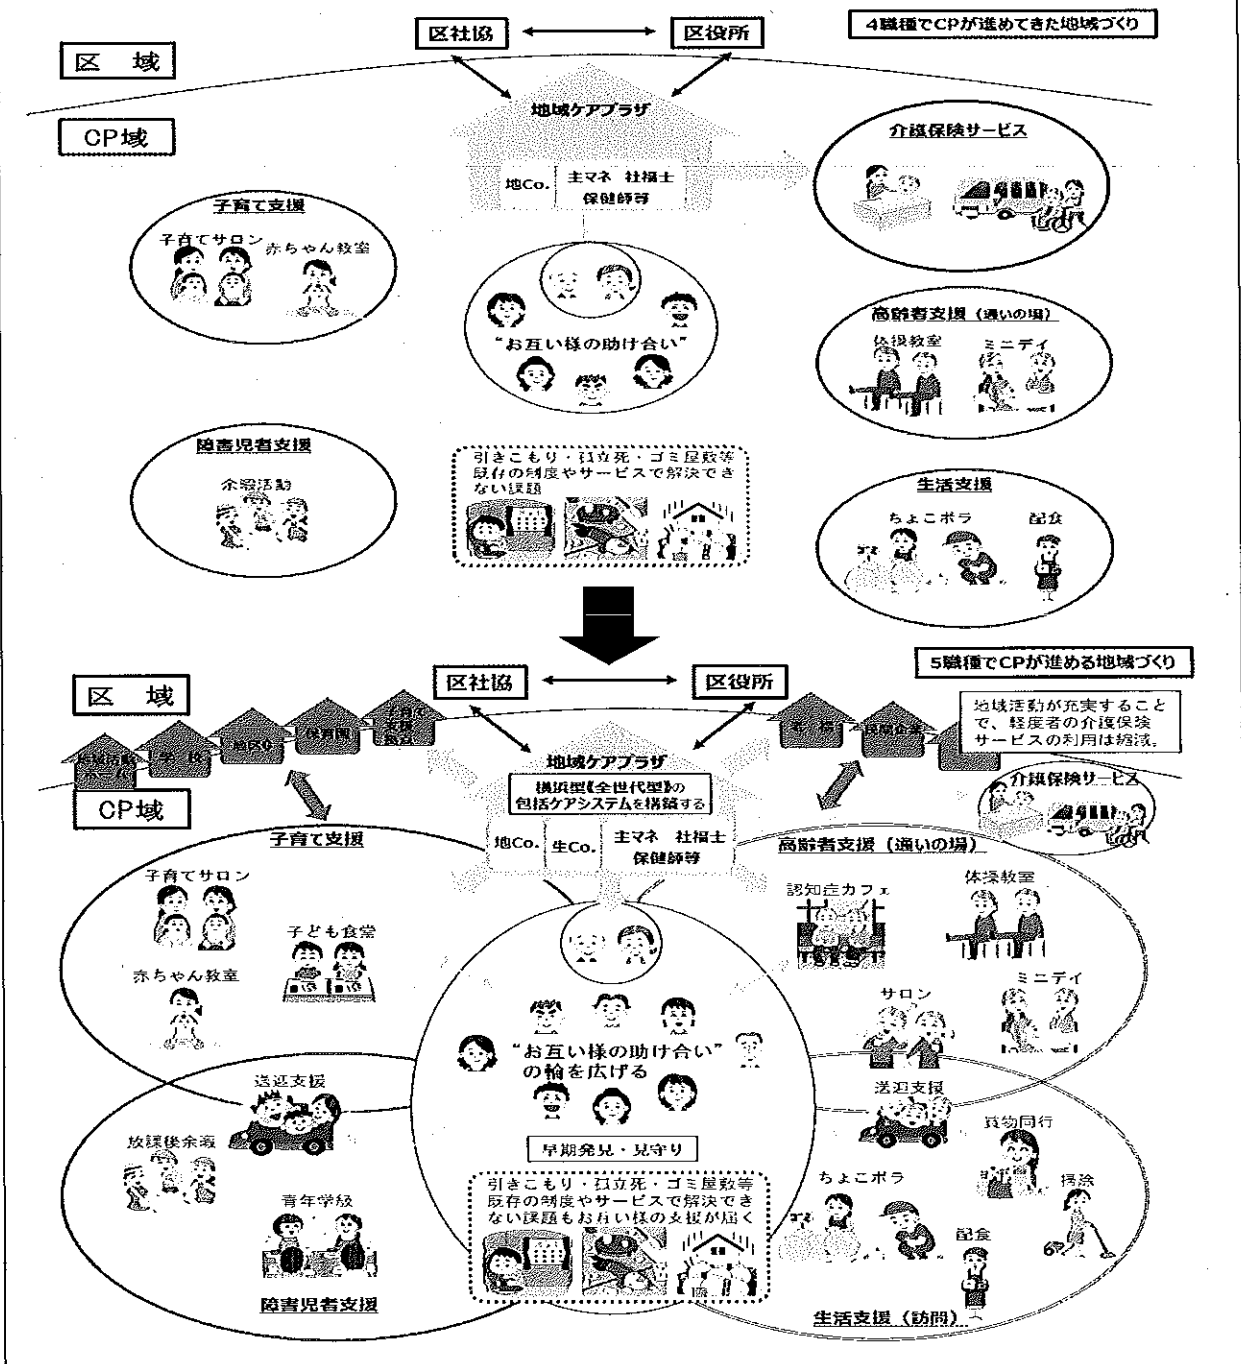 区社協
区役所
4職種でCPが進めてきた地域づくり
区 域
地域ケアプラザ
CP域
地Co.
主マネ 社福士
保健師等
介護保険サービス
子育て支援
子育てサロン
赤ちゃん教室
“お互い様の助け合い”
高齢者支援（通いの場）
体操教室
ミニデイ
障害児者支援
余暇活動
引きこもり・孤立死・ゴミ屋敷等
既存の制度やサービスで解決でき
ない課題
生活支援
ちょこボラ
配食
5職種でCPが進める地域づくり
区社協
区役所
区 域
地域活動が充実すること
で、軽度者の介護保険
サービスの利用は縮減。
学 校
保育園
民間企業
地域ケアプラザ
横浜型《全世代型》の
包括ケアシステムを構築する
CP域
介護保険サービス
地Co.
生Co.
主マネ 社福士
保健師等
子育て支援
子育てサロン
子ども食堂
赤ちゃん教室
高齢者支援（通いの場）
認知症カフェ
体操教室
サロン
ミニデイ
“お互い様の助け合い”
の輪を広げる
早期発見・見守り
送迎支援
放課後余暇
青年学級
障害児者支援
引きこもり・孤立死・ゴミ屋敷等
既存の制度やサービスで解決でき
ない課題もお互い様の支援が届く
送迎支援
買物同行
ちょこボラ
掃除
配食
生活支援（訪問）